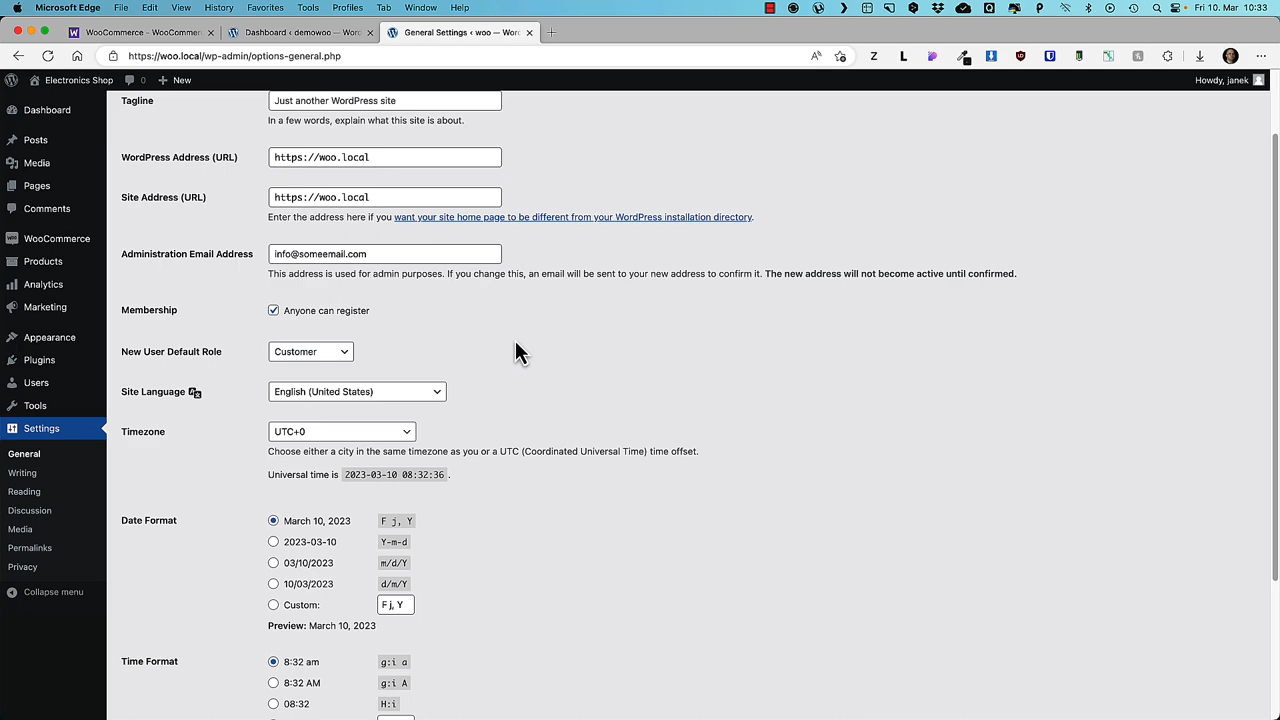 Microsoft Edge File Edit View History Favorites Tools Profiles Tab Window Help Fri 10. Mar 10:33
WooCommerce – WooCommer
Dashboard ‹ demowoo — Word
General Settings ‹ woo — Word
https://woo.local/wp-admin/options-general.php
Electronics Shop 0 New Howdy, janek
Dashboard
Posts
Media
Pages
Comments
WooCommerce
Products
Analytics
Marketing
Appearance
Plugins
Users
Tools
Settings
General
Writing
Reading
Discussion
Media
Permalinks
Privacy
Collapse menu
Tagline Just another WordPress site
In a few words, explain what this site is about.
WordPress Address (URL) https://woo.local
Site Address (URL) https://woo.local
Enter the address here if you want your site home page to be different from your WordPress installation directory.
Administration Email Address info@someemail.com
This address is used for admin purposes. If you change this, an email will be sent to your new address to confirm it. The new address will not become active until confirmed.
Membership Anyone can register
New User Default Role Customer
Site Language English (United States)
Timezone UTC+0
Choose either a city in the same timezone as you or a UTC (Coordinated Universal Time) time offset.
Universal time is 2023-03-10 08:32:36 .
Date Format March 10, 2023 F j, Y
2023-03-10 Y-m-d
03/10/2023 m/d/Y
10/03/2023 d/m/Y
Custom: F j, Y
Preview: March 10, 2023
Time Format 8:32 am g:i a
8:32 AM g:i A
08:32 H:i